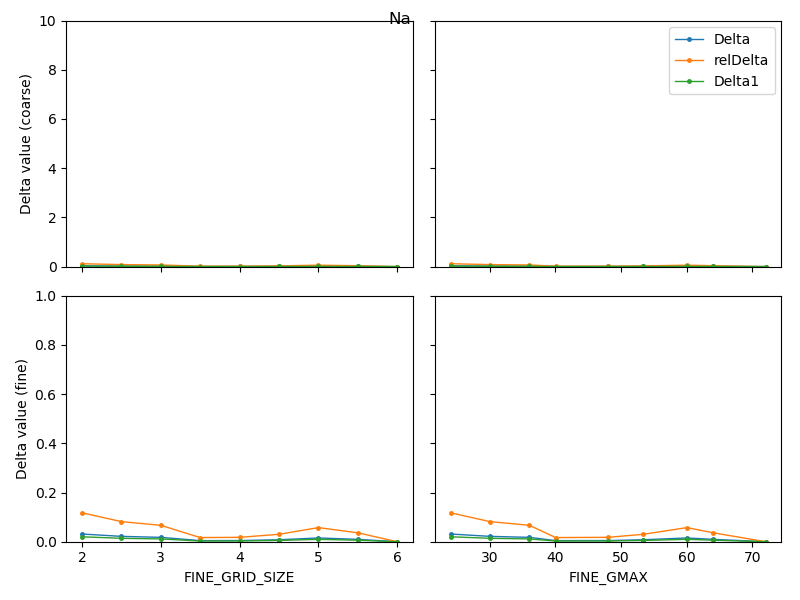 Na
Delta value (coarse)
10
8
6
4
2
0
Delta
relDelta
Delta1
Delta value (fine)
1.0
0.8
0.6
0.4
0.2
0.0
2 3 4 5 6
FINE_GRID_SIZE
30 40 50 60 70
FINE_GMAX